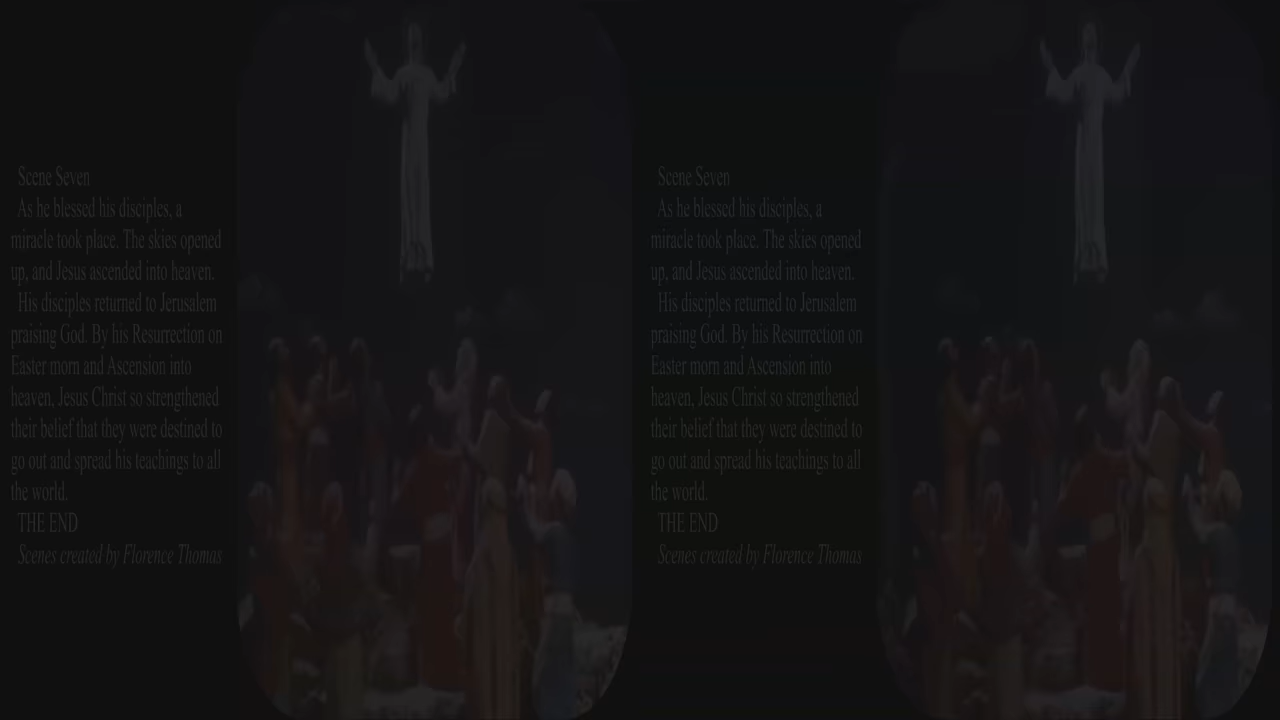 Scene Seven
As he blessed his disciples, a
miracle took place. The skies opened
up, and Jesus ascended into heaven.
His disciples returned to Jerusalem
praising God. By his Resurrection on
Easter morn and Ascension into
heaven, Jesus Christ so strengthened
their belief that they were destined to
go out and spread his teachings to all
the world.
THE END
Scenes created by Florence Thomas
Scene Seven
As he blessed his disciples, a
miracle took place. The skies opened
up, and Jesus ascended into heaven.
His disciples returned to Jerusalem
praising God. By his Resurrection on
Easter morn and Ascension into
heaven, Jesus Christ so strengthened
their belief that they were destined to
go out and spread his teachings to all
the world.
THE END
Scenes created by Florence Thomas